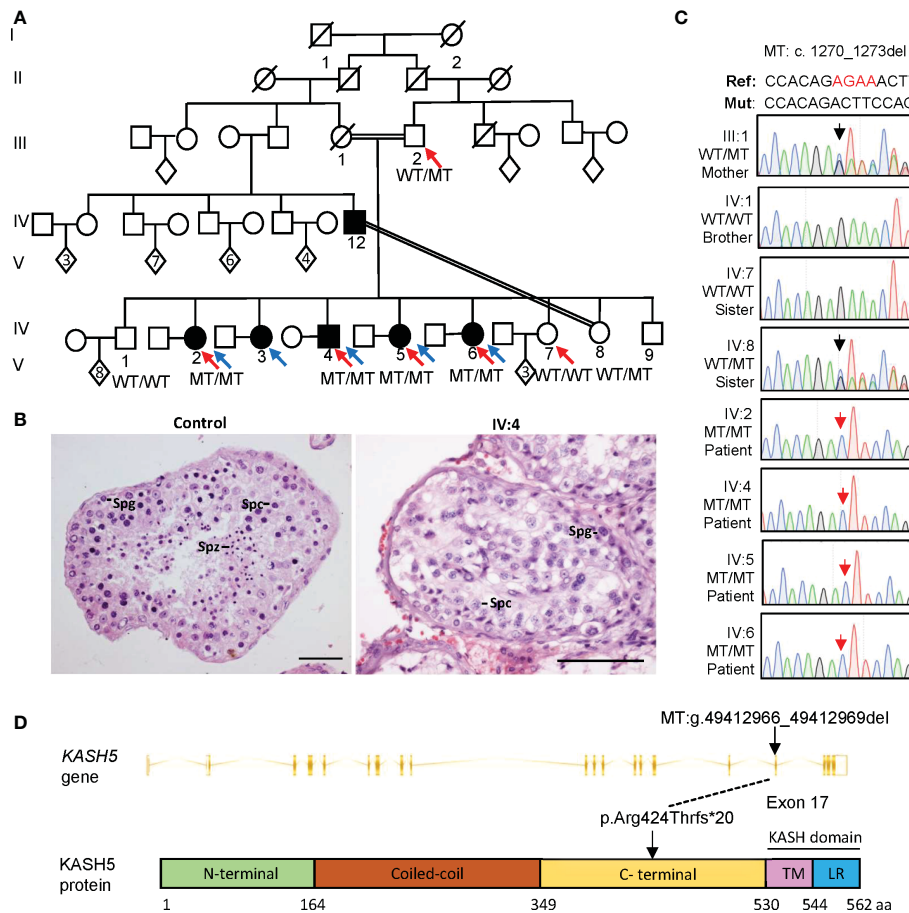 A
I
1
2
II
III
1
2
WT/MT
IV
12
V
3
7
6
4
IV
V
8
1
2
3
4
5
6
3
7
8
9
WT/WT
MT/MT
MT/MT
MT/MT
MT/MT
WT/WT
WT/MT
B
Control
IV:4
Spg
Spc
Spz
Spg
Spc
C
MT: c. 1270_1273del
Ref: CCACAGAGAAACT
Mut: CCACAGACTTCCAG
III:1
WT/MT
Mother
IV:1
WT/WT
Brother
IV:7
WT/WT
Sister
IV:8
WT/MT
Sister
IV:2
MT/MT
Patient
IV:4
MT/MT
Patient
IV:5
MT/MT
Patient
IV:6
MT/MT
Patient
D
MT:g.49412966_49412969del
KASH5
gene
Exon 17
p.Arg424Thrfs*20
KASH domain
KASH5
protein
N-terminal
Coiled-coil
C- terminal
TM
LR
1
164
349
530
544
562 aa